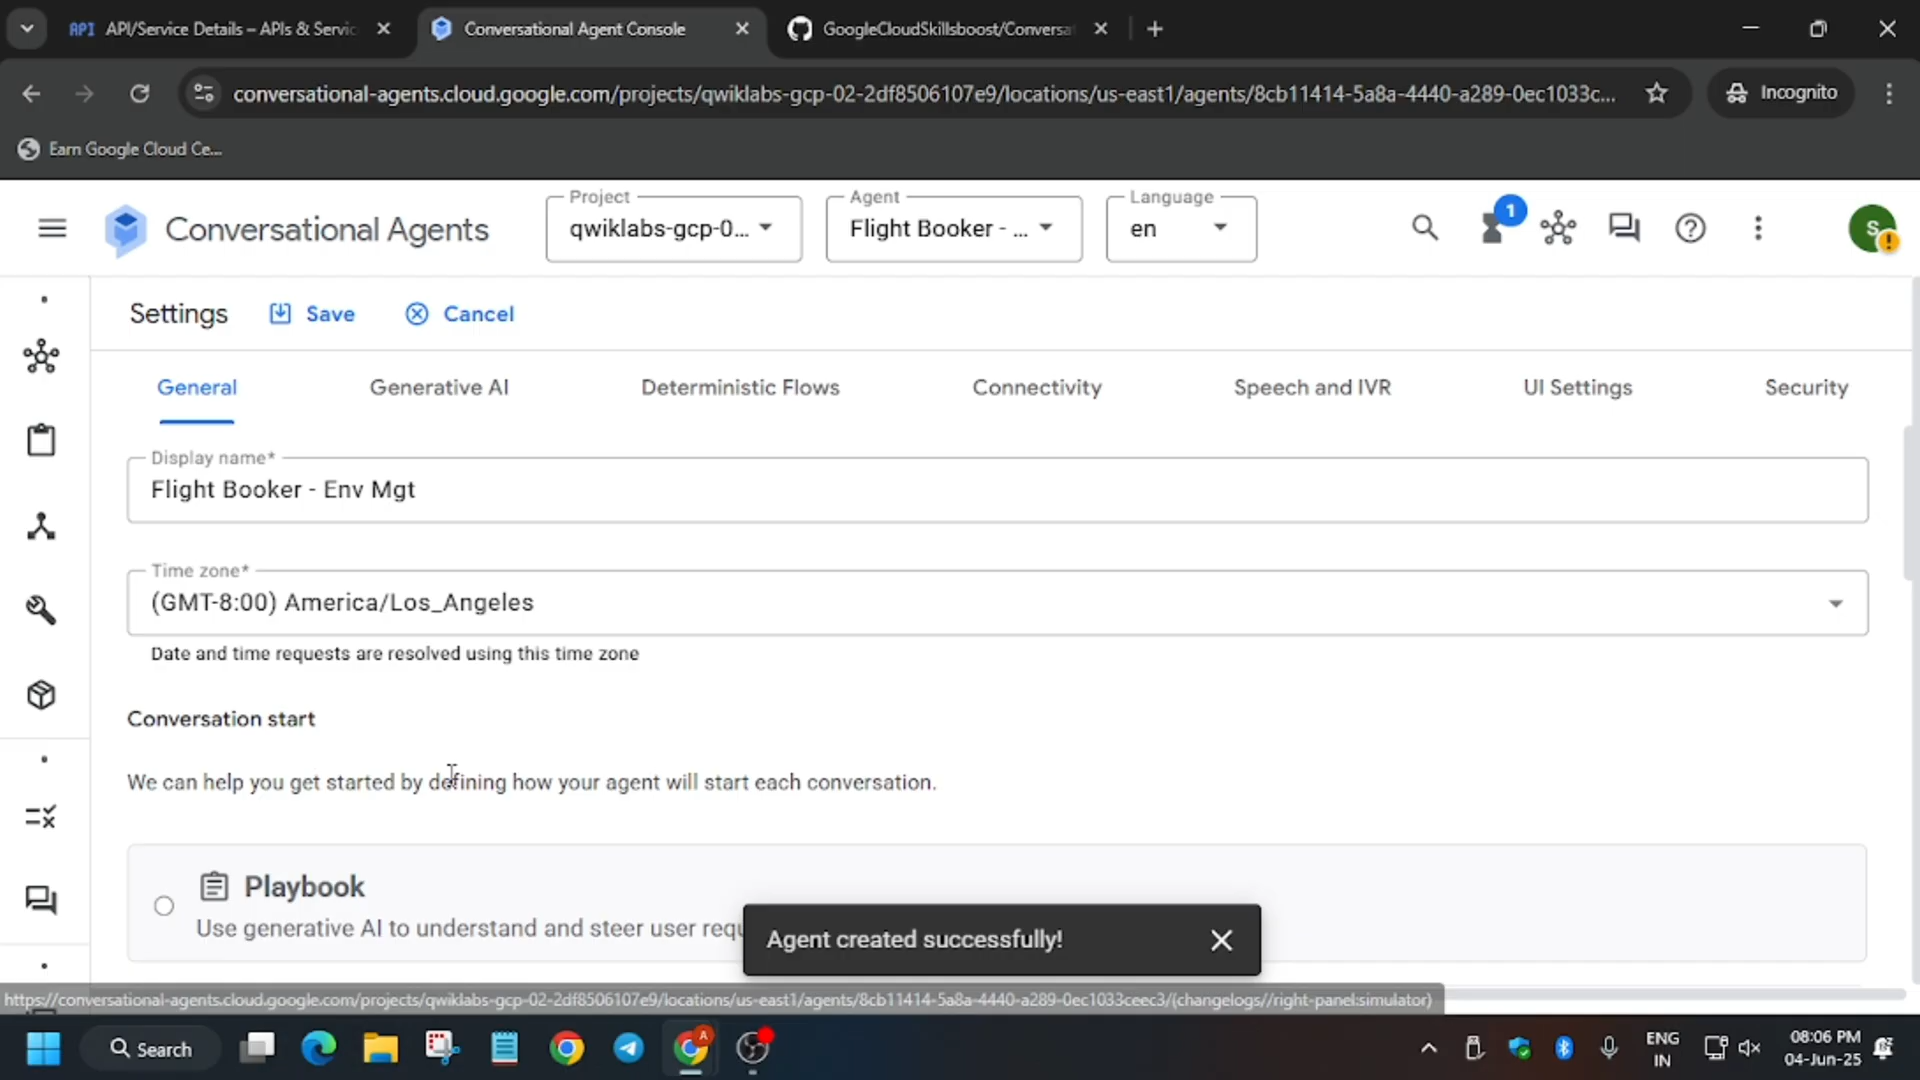 API API/Service Details – APIs & Servic
Conversational Agent Console
GoogleCloudSkillsboost/Conversa
conversational-agents.cloud.google.com/projects/qwiklabs-gcp-02-2df8506107e9/locations/us-east1/agents/8cb11414-5a8a-4440-a289-0ec1033c...
Incognito
Earn Google Cloud Ce...
Conversational Agents
Project
qwiklabs-gcp-0...
Agent
Flight Booker - ...
Language
en
1
S
Settings
Save
Cancel
General
Generative AI
Deterministic Flows
Connectivity
Speech and IVR
UI Settings
Security
Display name*
Flight Booker - Env Mgt
Time zone*
(GMT-8:00) America/Los_Angeles
Date and time requests are resolved using this time zone
Conversation start
We can help you get started by defining how your agent will start each conversation.
Playbook
Use generative AI to understand and steer user requ
Agent created successfully!
https://conversational-agents.cloud.google.com/projects/qwiklabs-gcp-02-2df8506107e9/locations/us-east1/agents/8cb11414-5a8a-4440-a289-0ec1033ceec3/(changelogs//right-panel:simulator)
Search
A
ENG
IN
08:06 PM
04-Jun-25